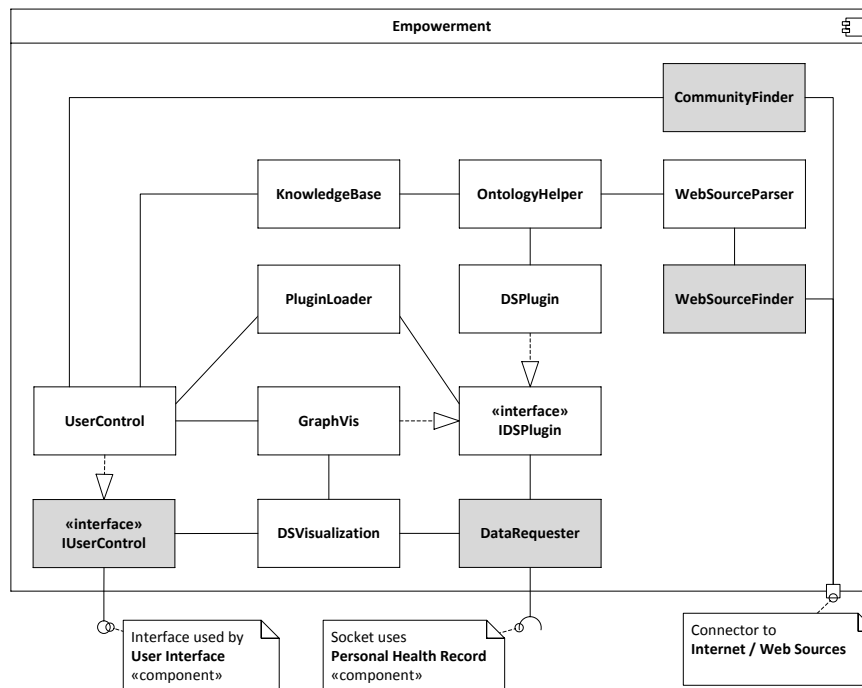 Empowerment
CommunityFinder
KnowledgeBase
OntologyHelper
WebSourceParser
PluginLoader
DSPlugin
WebSourceFinder
UserControl
GraphVis
«interface»
IDSPlugin
«interface»
IUserControl
DSVisualization
DataRequester
Interface used by
User Interface
«component»
Socket uses
Personal Health Record
«component»
Connector to
Internet / Web Sources